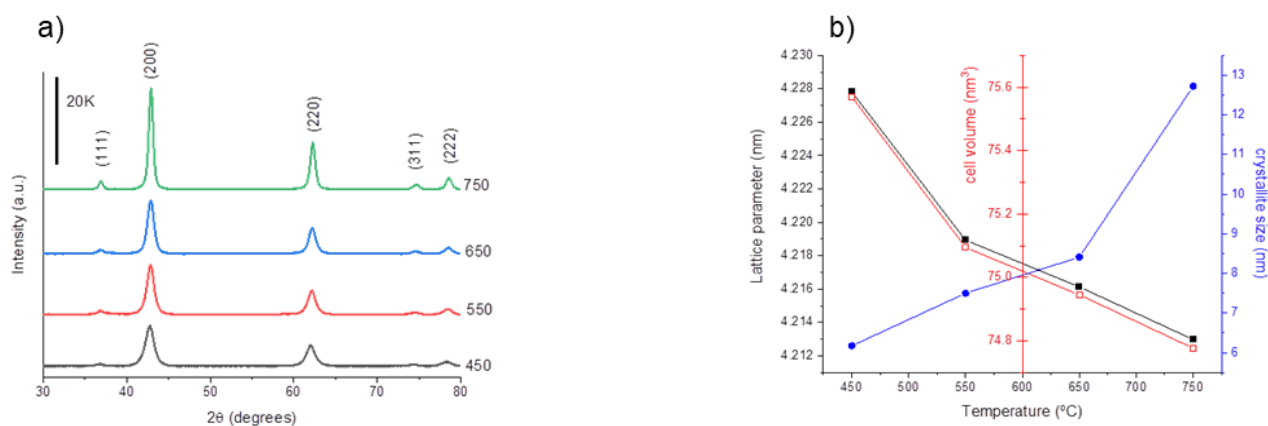 a)
(200)
20K
(111)
(220)
(311)
(222)
750
650
550
450
Intensity (a.u.)
30 40 50 60 70 80
2θ (degrees)
b)
4.230
4.228
4.226
4.224
4.222
4.220
4.218
4.216
4.214
4.212
Lattice parameter (nm)
75.6
75.4
75.2
75.0
74.8
cell volume (nm³)
13
12
11
10
9
8
7
6
crystallite size (nm)
450 500 550 600 650 700 750
Temperature (ºC)